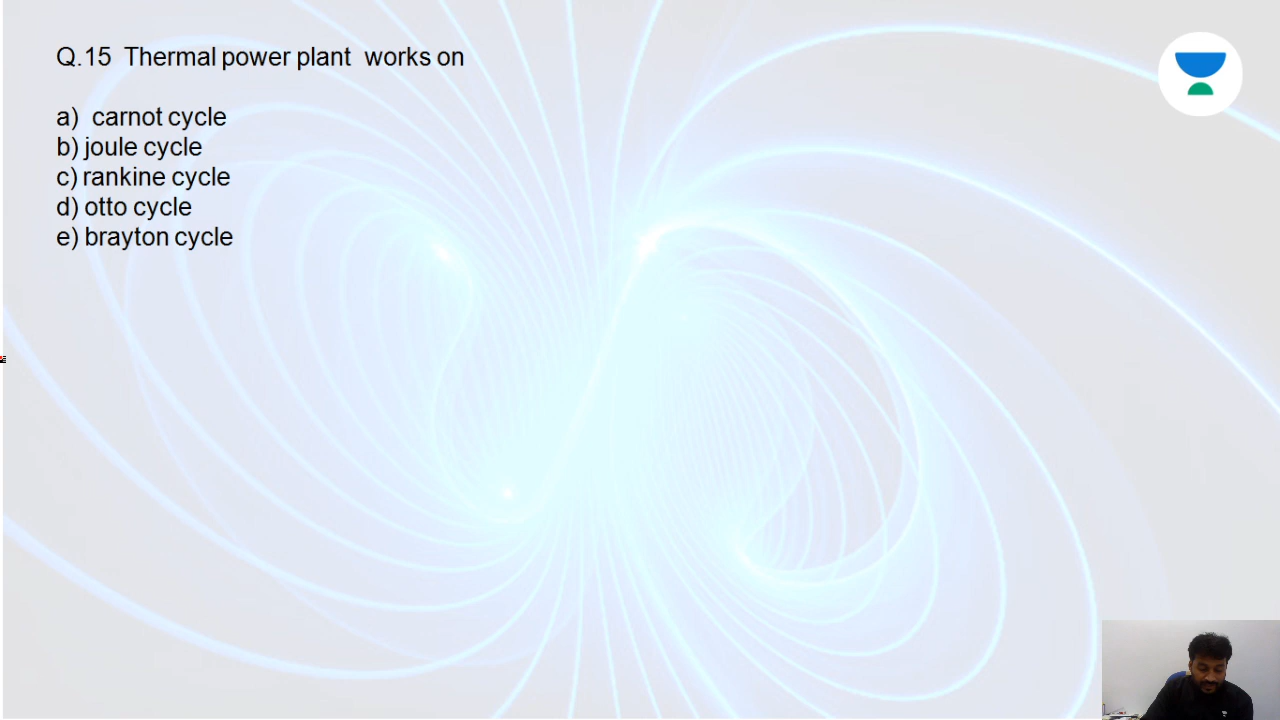 Q.15 Thermal power plant works on
a) carnot cycle
b) joule cycle
c) rankine cycle
d) otto cycle
e) brayton cycle